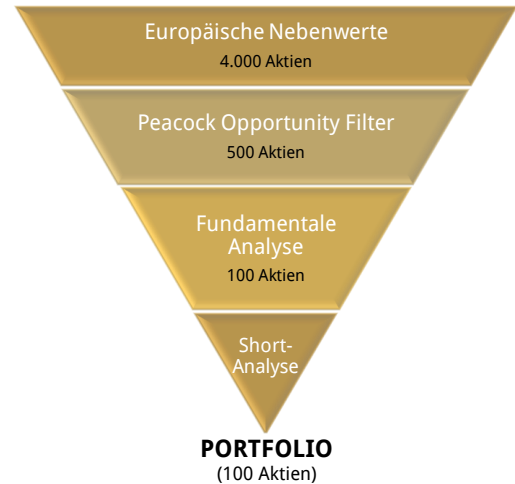 Europäische Nebenwerte
4.000 Aktien
Peacock Opportunity Filter
500 Aktien
Fundamentale
Analyse
100 Aktien
Short-
Analyse
PORTFOLIO
(100 Aktien)